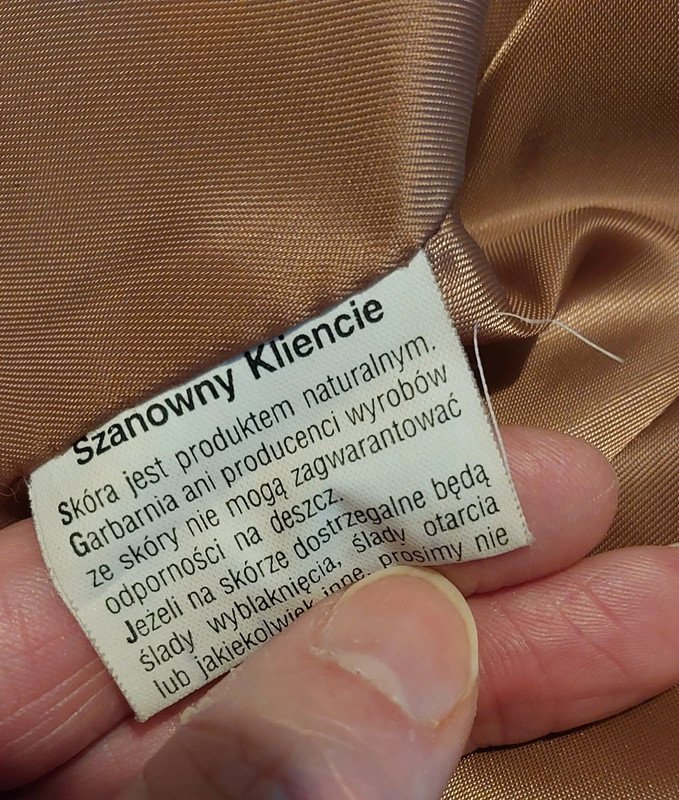 Szanowny Kliencie
Skóra jest produktem naturalnym.
Garbarnia ani producenci wyrobów
ze skóry nie mogą zagwarantować
odporności na deszcz.
Jeżeli na skórze dostrzegalne będą
ślady wyblaknięcia, ślady otarcia
lub jakiekolwiek inne, prosimy nie